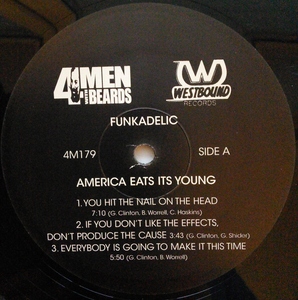 4 MEN WITH BEARDS
WESTBOUND
RECORDS
FUNKADELIC
4M179 SIDE A
AMERICA EATS ITS YOUNG
1.YOU HIT THE NAIL ON THE HEAD
7:10 (G. Clinton, B. Worrell, C. Haskins)
2. IF YOU DON'T LIKE THE EFFECTS,
DON'T PRODUCE THE CAUSE 3:43 (G. Clinton, G. Shider)
3. EVERYBODY IS GOING TO MAKE IT THIS TIME
5:50 (G. Clinton, B. Worrell)